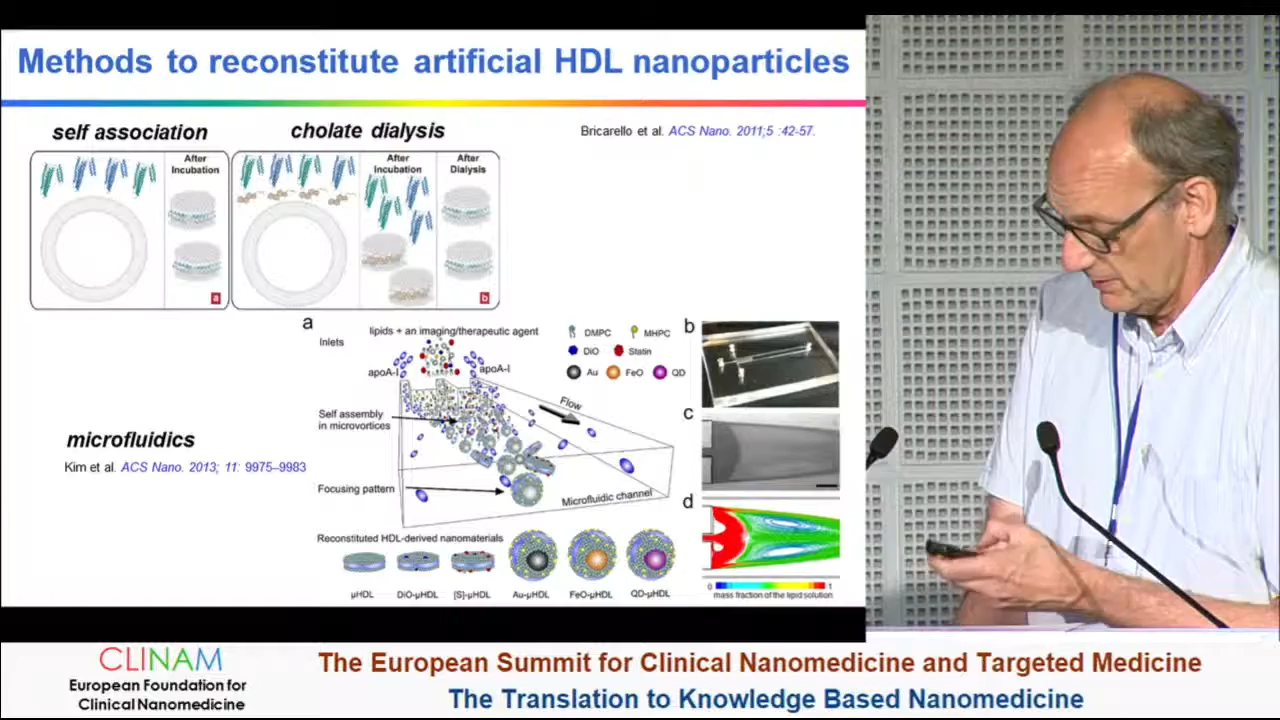 Methods to reconstitute artificial HDL nanoparticles
self association
cholate dialysis
Bricarello et al. ACS Nano. 2011;5 :42-57.
After
Incubation
After
Incubation
After
Dialysis
a
b
a
lipids + an imaging/therapeutic agent
Inlets
apoA-I
apoA-I
DMPC
MHPC
DiO
Statin
Au
FeO
QD
b
Flow
Self assembly
in microvortices
c
microfluidics
Kim et al. ACS Nano. 2013; 11: 9975–9983
Focusing pattern
Microfluidic channel
d
Reconstituted HDL-derived nanomaterials
μHDL
DiO-μHDL
[S]-μHDL
Au-μHDL
FeO-μHDL
QD-μHDL
0
1
mass fraction of the lipid solution
CLINAM
European Foundation for
Clinical Nanomedicine
The European Summit for Clinical Nanomedicine and Targeted Medicine
The Translation to Knowledge Based Nanomedicine